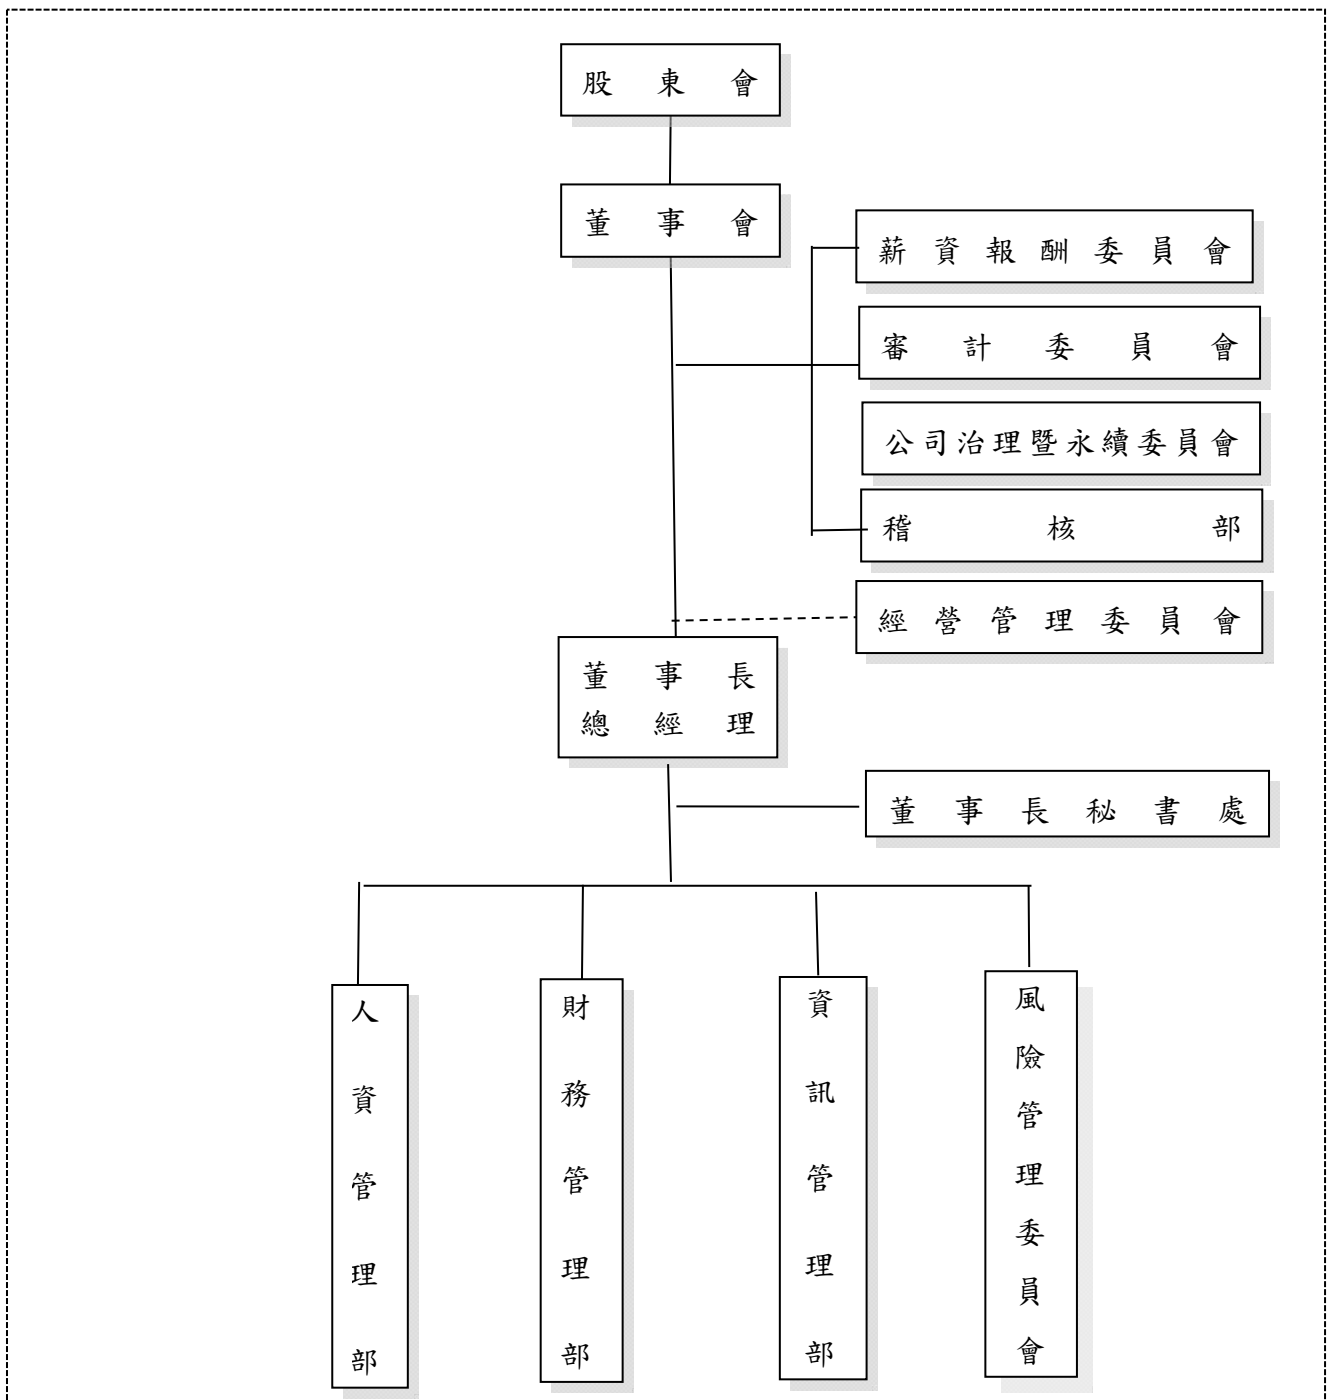 股東會
董事會
薪資報酬委員會
審計委員會
公司治理暨永續委員會
稽核部
經營管理委員會
董事長
總經理
董事長秘書處
人資管理部
財務管理部
資訊管理部
風險管理委員會